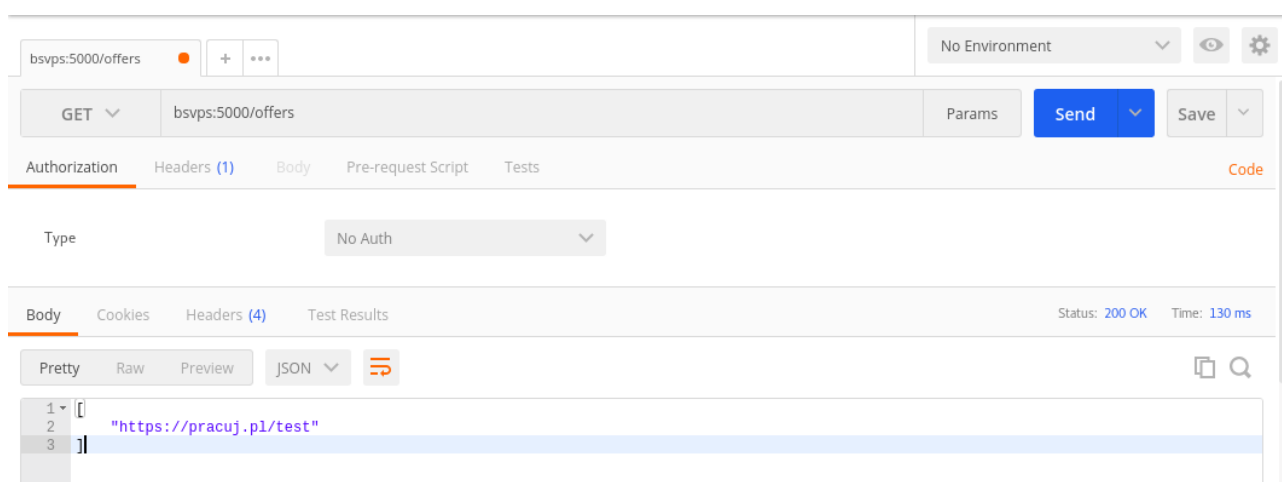 No Environment
bsvps:5000/offers + •••
GET bsvps:5000/offers Params Send Save
Authorization Headers (1) Body Pre-request Script Tests Code
Type No Auth
Body Cookies Headers (4) Test Results Status: 200 OK Time: 130 ms
Pretty Raw Preview JSON
1 [
2 "https://pracuj.pl/test"
3 ]